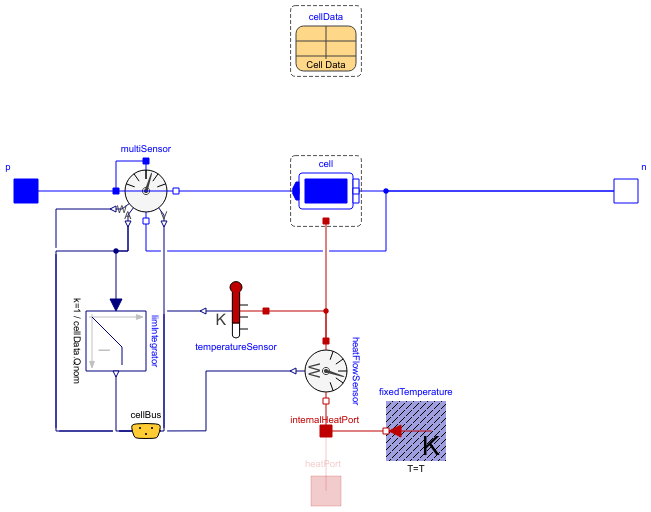 cellData
Cell Data
multiSensor
cell
p
n
W
A
V
k=1 / cellData.Qnom
limIntegrator
I
K
temperatureSensor
W
heatFlowSensor
fixedTemperature
cellBus
internalHeatPort
K
T=T
heatPort